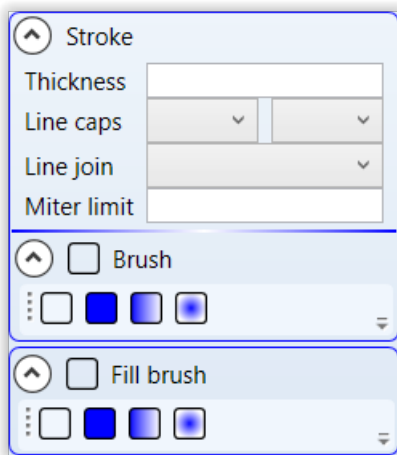 Stroke
Thickness
Line caps
Line join
Miter limit
Brush
Fill brush